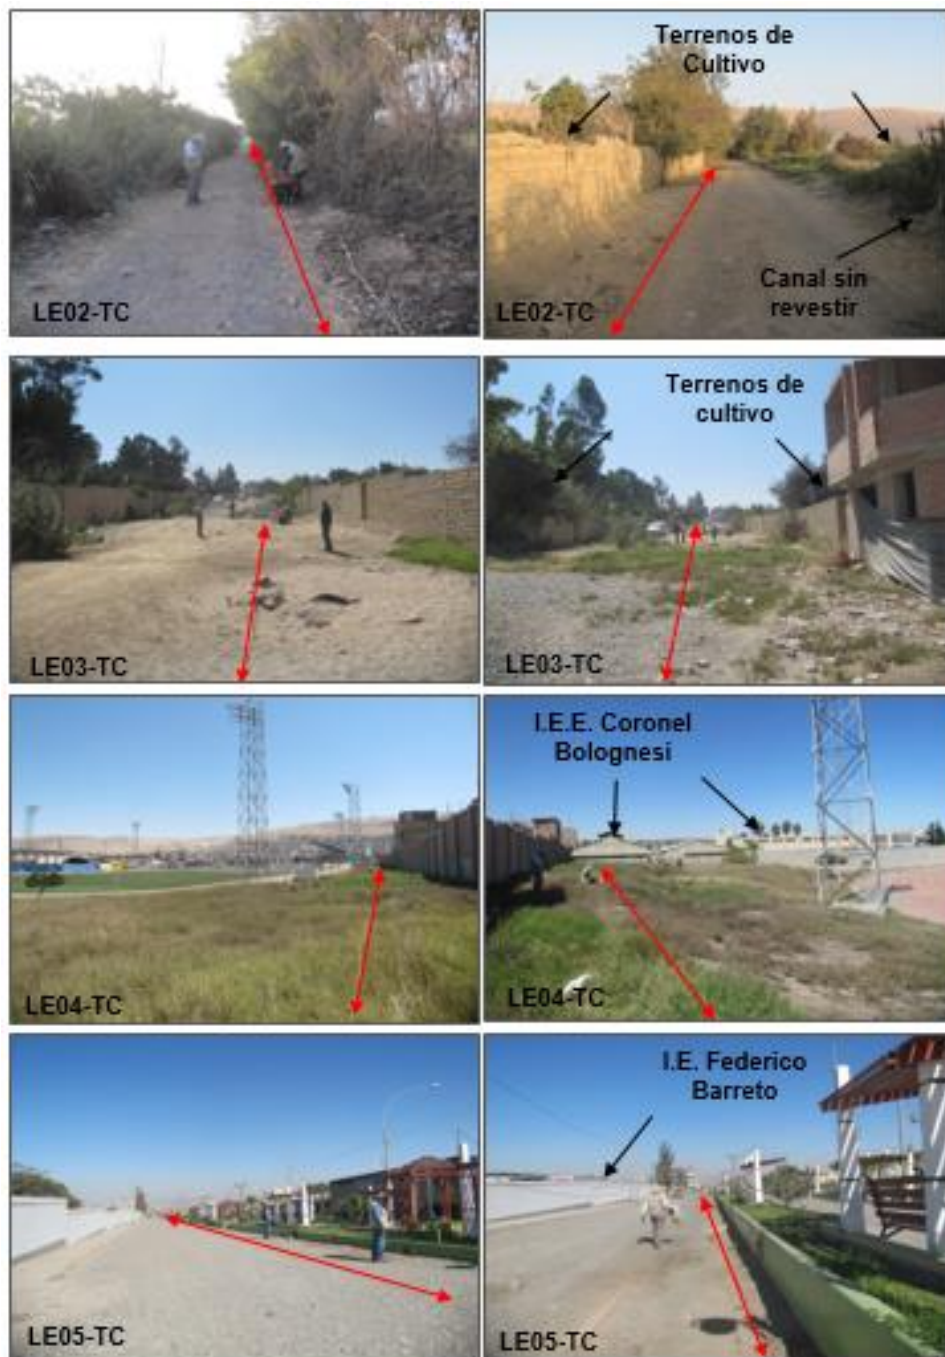 LE02-TC
Terrenos de
Cultivo
Canal sin
revestir
LE02-TC
LE03-TC
Terrenos de
cultivo
LE03-TC
LE04-TC
I.E.E. Coronel
Bolognesi
LE04-TC
LE05-TC
I.E. Federico
Barreto
LE05-TC